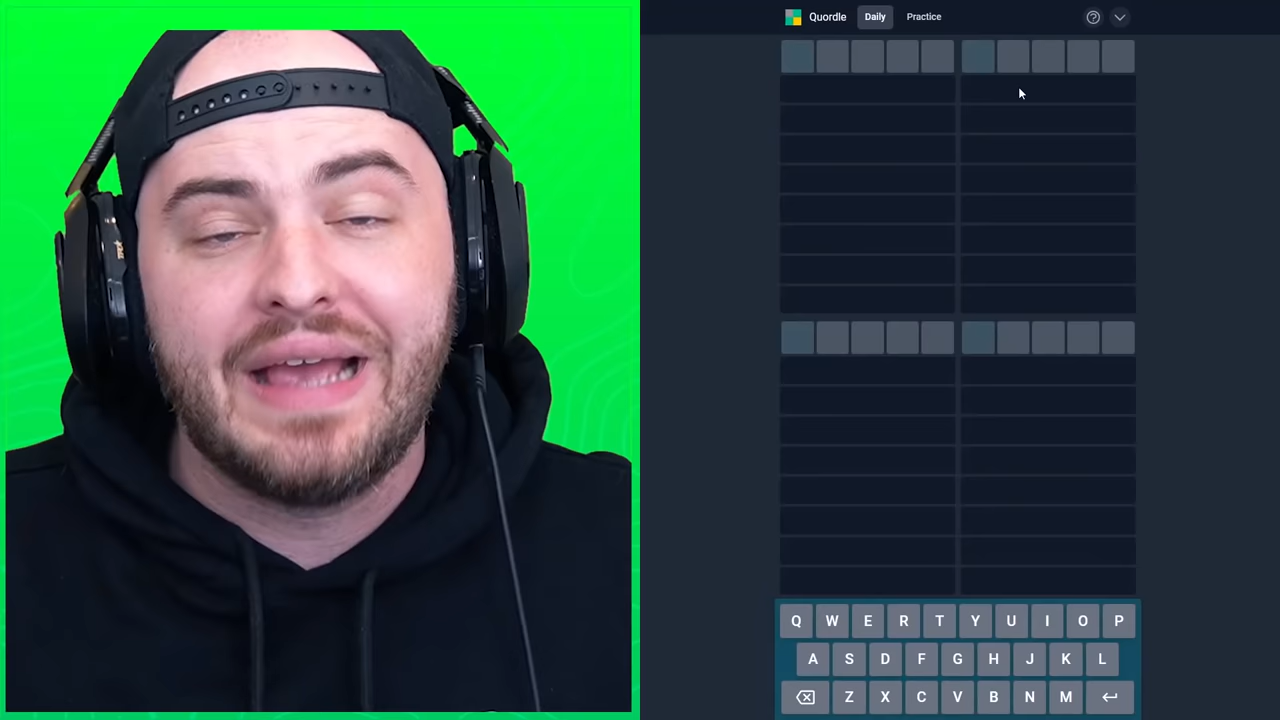 Quordle Daily Practice
Q W E R T Y U I O P
A S D F G H J K L
Z X C V B N M